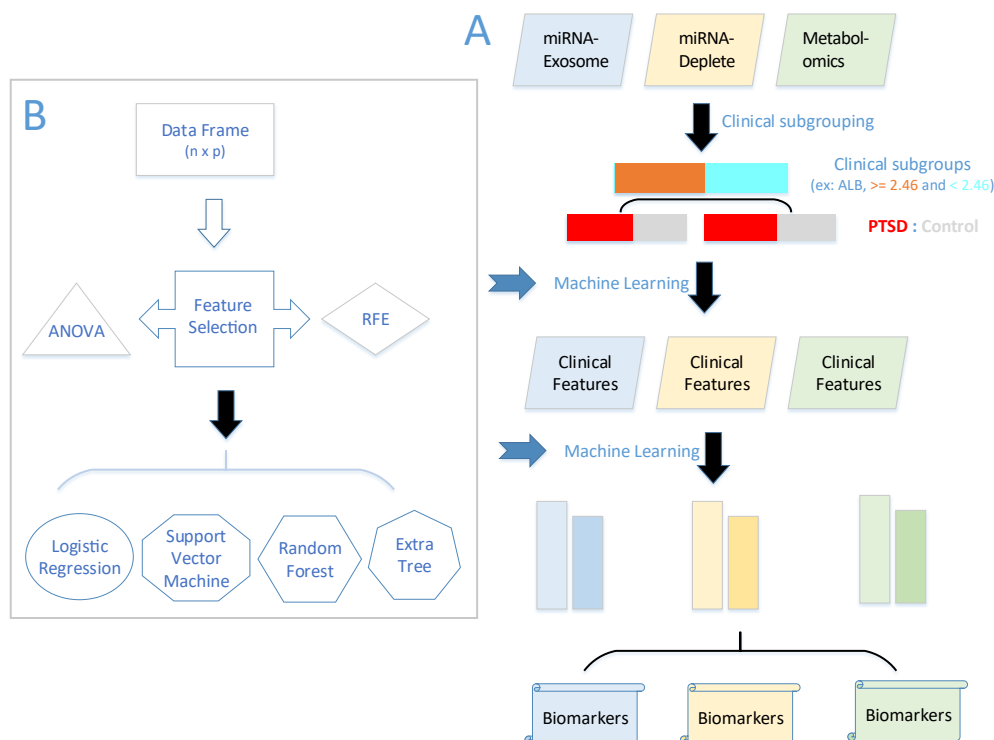 A
miRNA-
Exosome
miRNA-
Deplete
Metabol-
omics
Clinical subgrouping
Clinical subgroups
(ex: ALB, >= 2.46 and < 2.46)
PTSD : Control
Machine Learning
Clinical
Features
Clinical
Features
Clinical
Features
Machine Learning
Biomarkers
Biomarkers
Biomarkers
B
Data Frame
(n x p)
Feature
Selection
ANOVA
RFE
Logistic
Regression
Support
Vector
Machine
Random
Forest
Extra
Tree